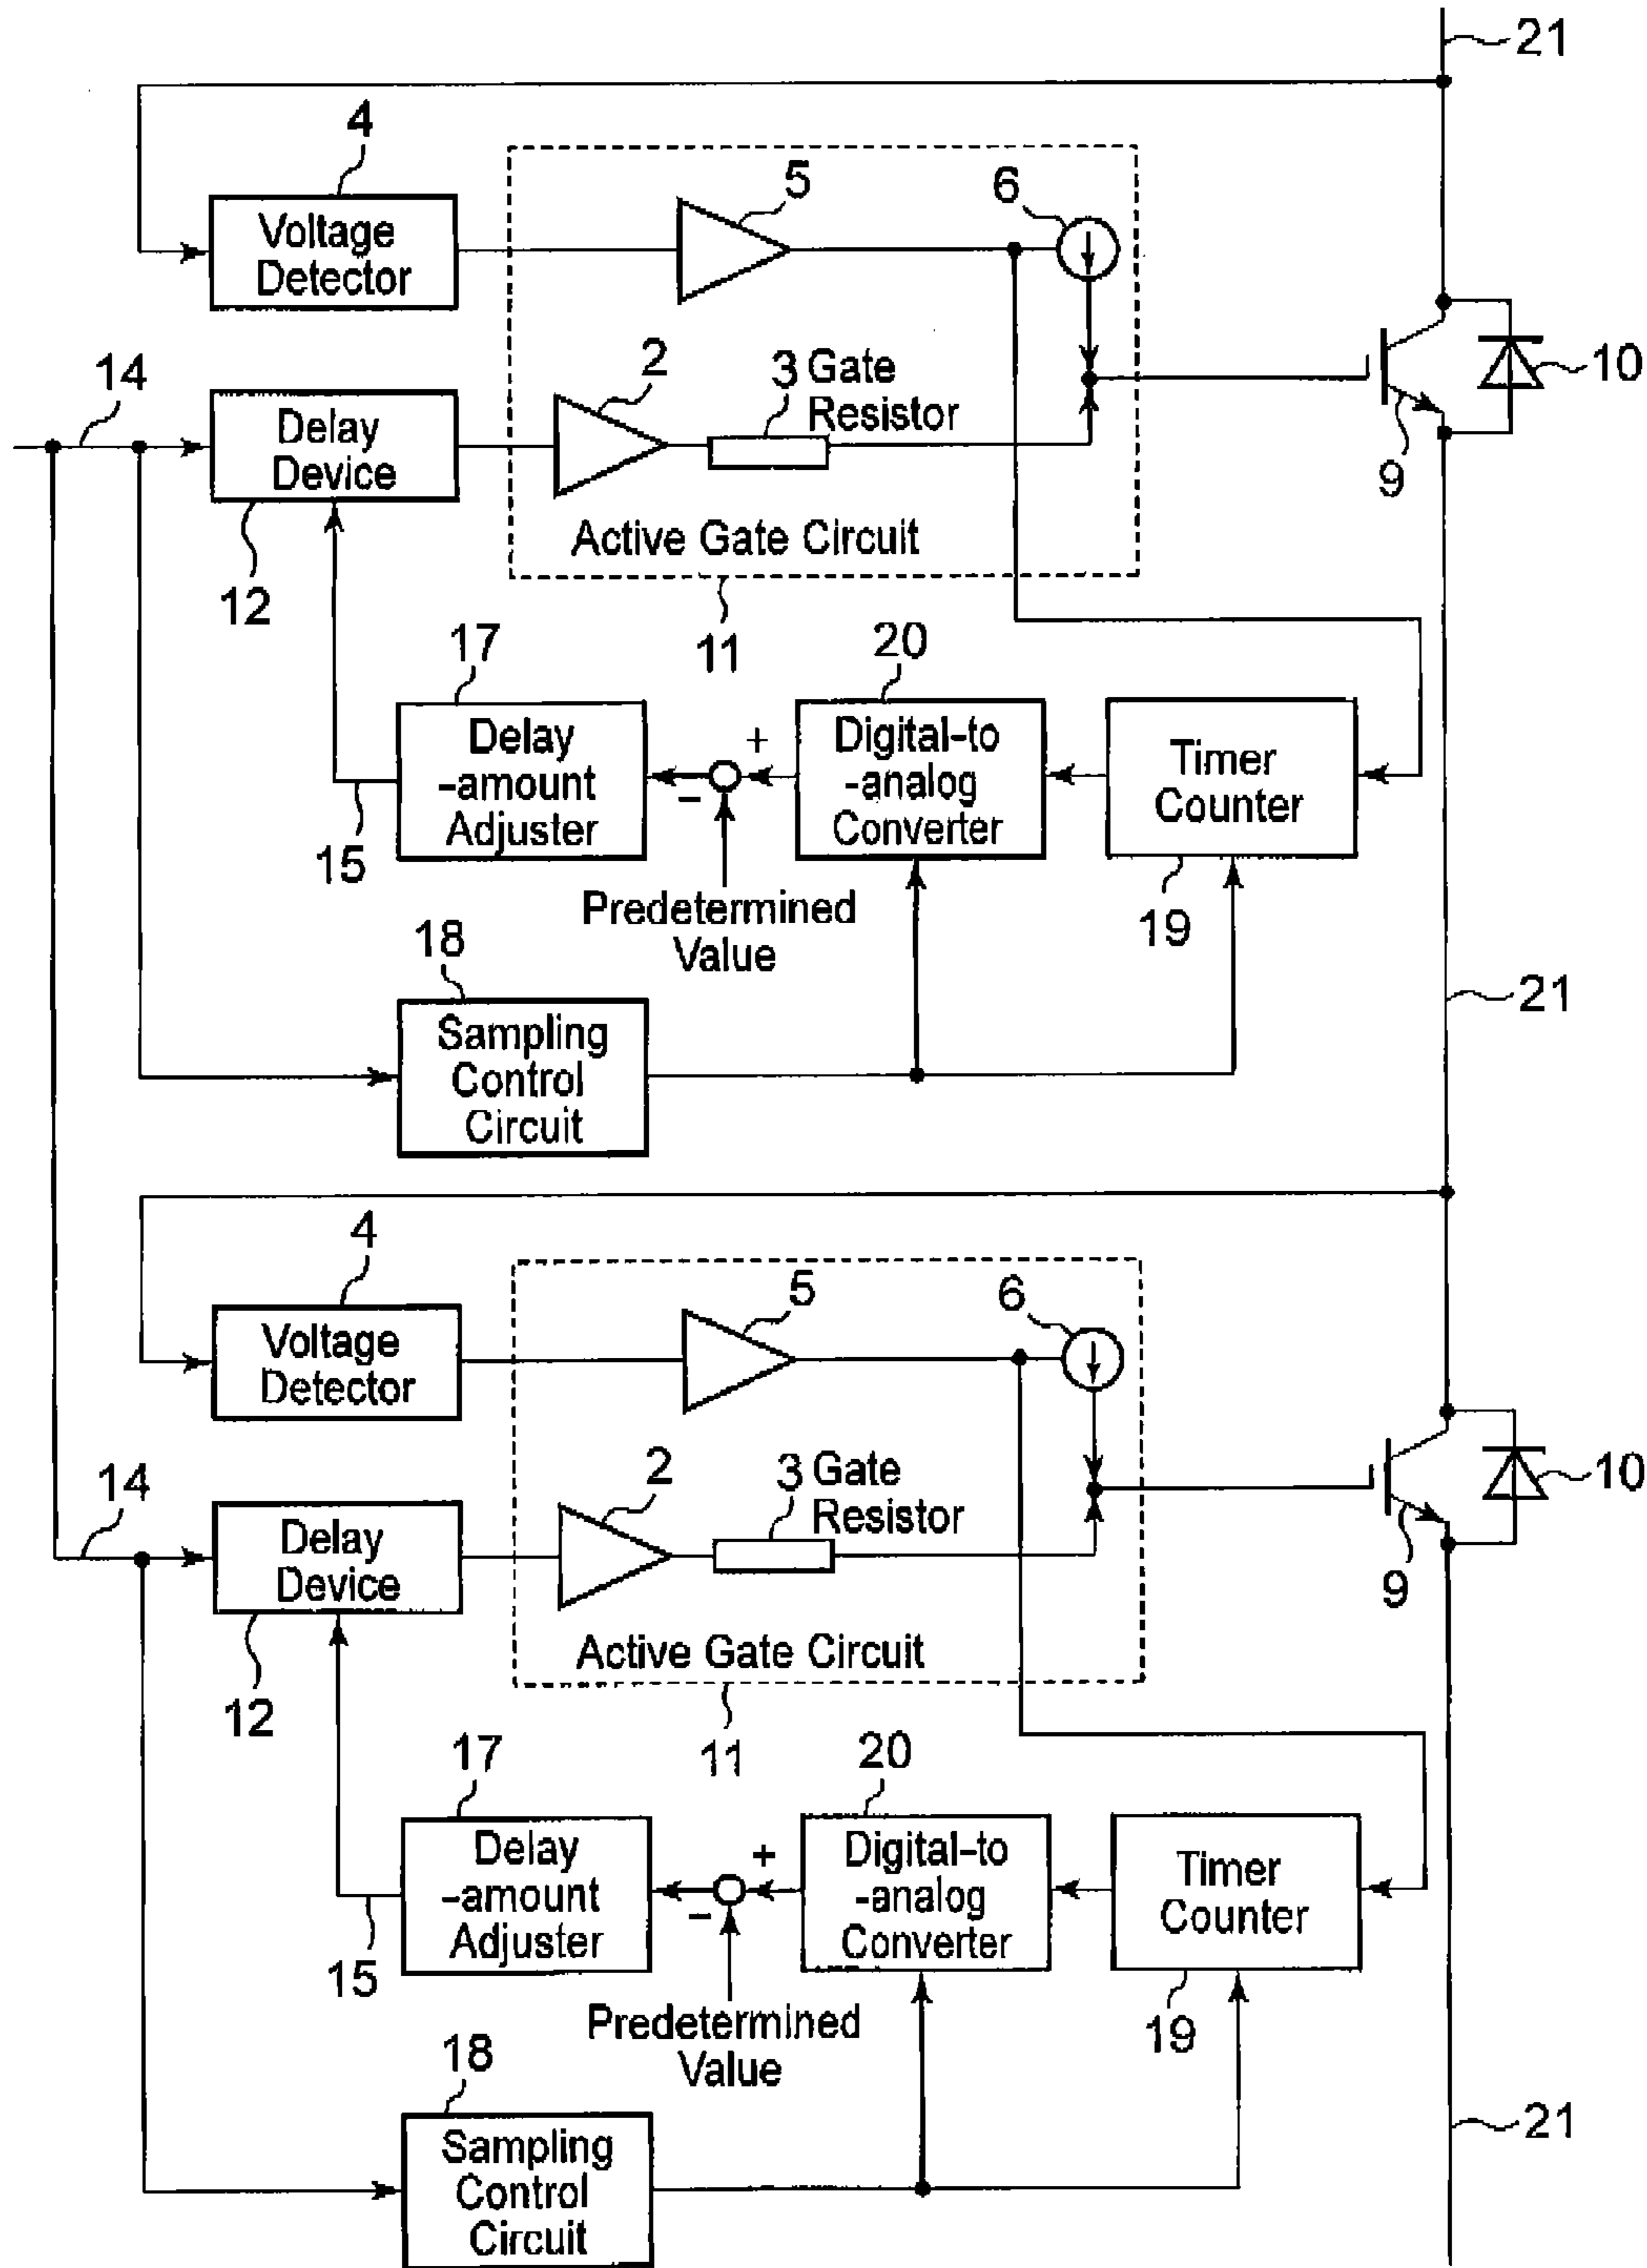 21
4
5
6
Voltage
Detector
14
2
3 Gate
Resistor
10
Delay
Device
9
Active Gate Circuit
12
11
17
20
Delay
-amount
Adjuster
+
Digital-to
-analog
Converter
Timer
Counter
−
15
Predetermined
Value
19
18
21
Sampling
Control
Circuit
4
5
6
Voltage
Detector
2
3 Gate
Resistor
10
14
Delay
Device
9
Active Gate Circuit
12
11
17
20
Delay
-amount
Adjuster
+
Digital-to
-analog
Converter
Timer
Counter
−
15
Predetermined
Value
19
18
21
Sampling
Control
Circuit